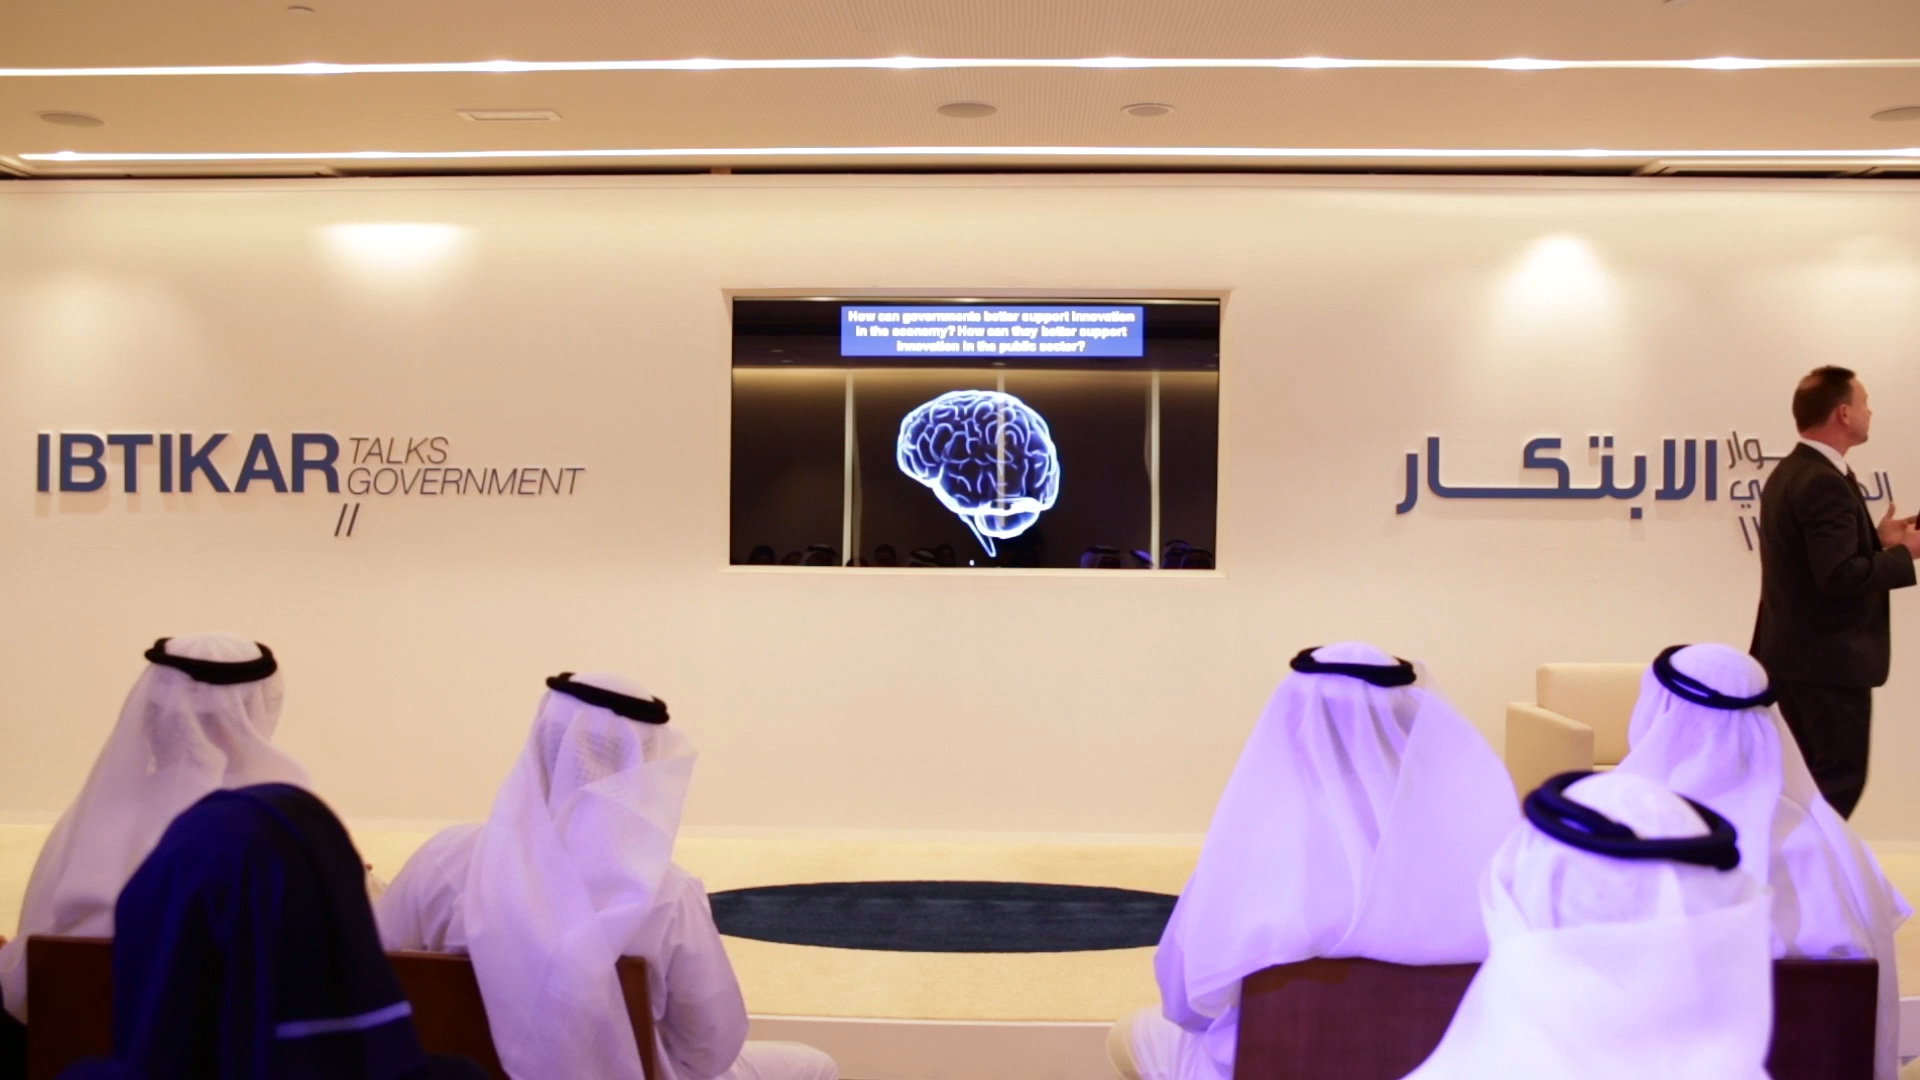 IBTIKAR
TALKS
GOVERNMENT
//
How can governments better support innovation
in the economy? How can they better support
innovation in the public sector?
الابتكار